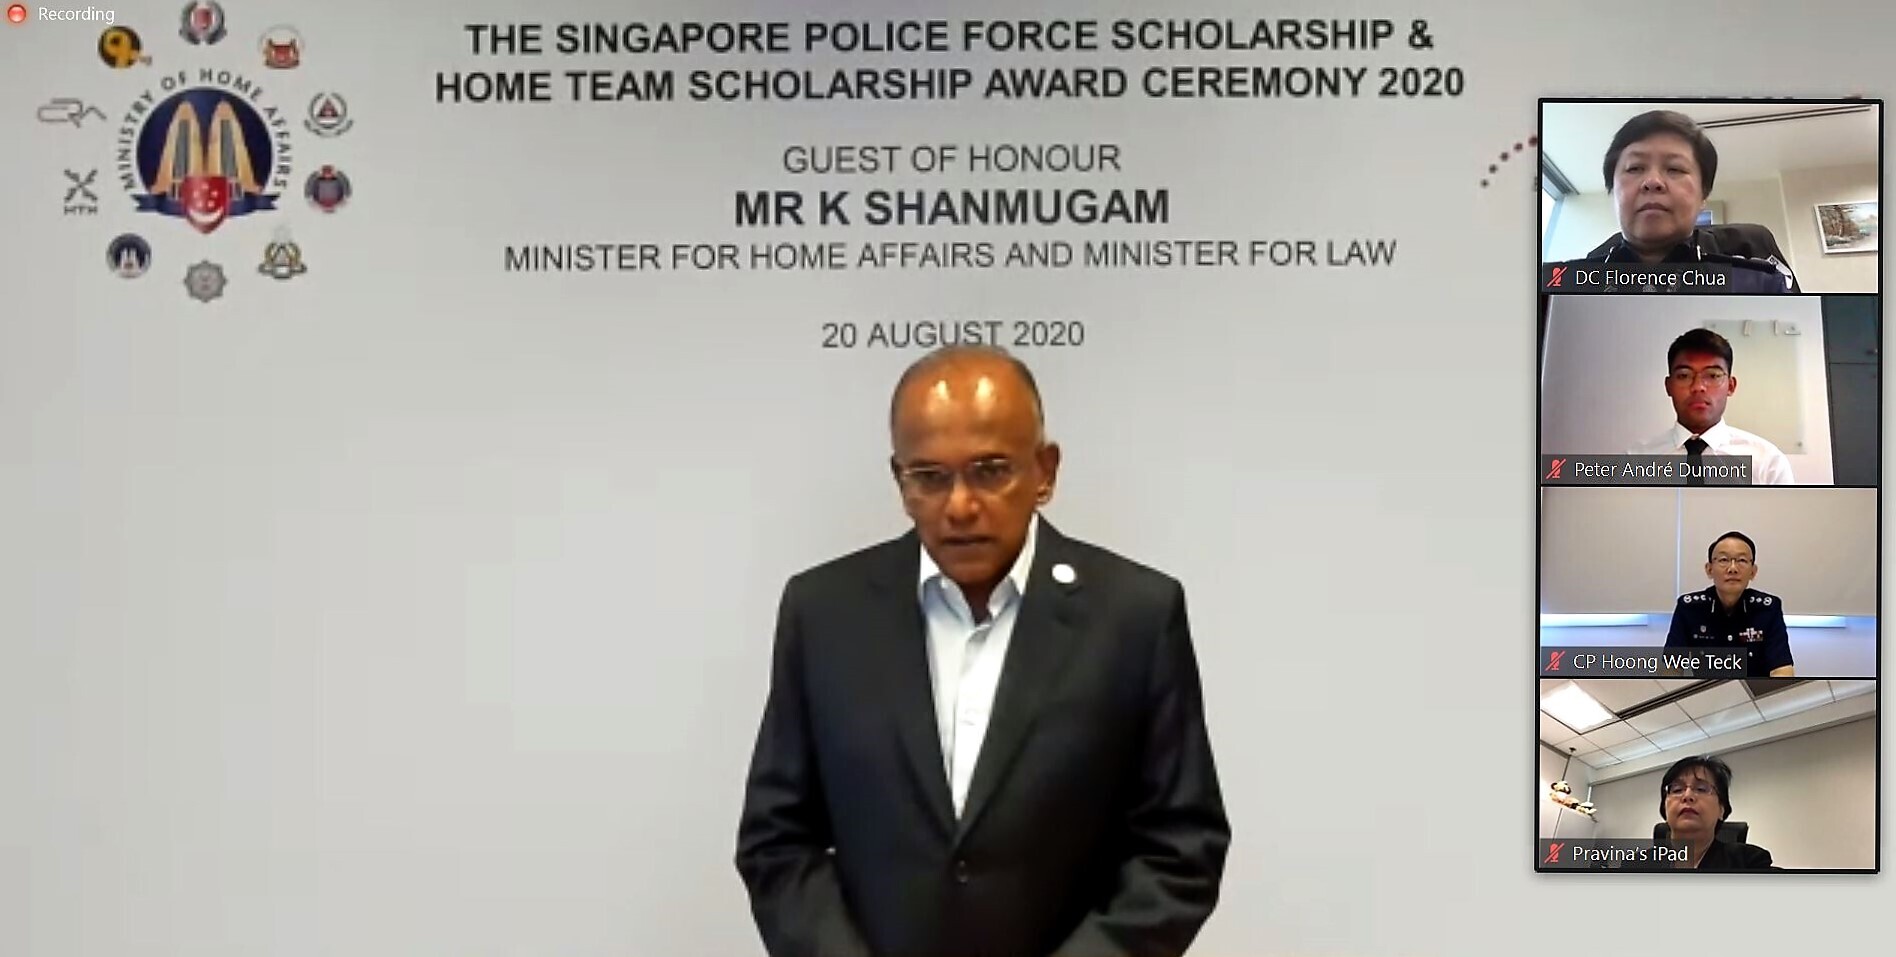 Recording
THE SINGAPORE POLICE FORCE SCHOLARSHIP &
HOME TEAM SCHOLARSHIP AWARD CEREMONY 2020
GUEST OF HONOUR
MR K SHANMUGAM
MINISTER FOR HOME AFFAIRS AND MINISTER FOR LAW
20 AUGUST 2020
MINISTRY OF HOME AFFAIRS
HTX
DC Florence Chua
Peter André Dumont
CP Hoong Wee Teck
Pravina's iPad